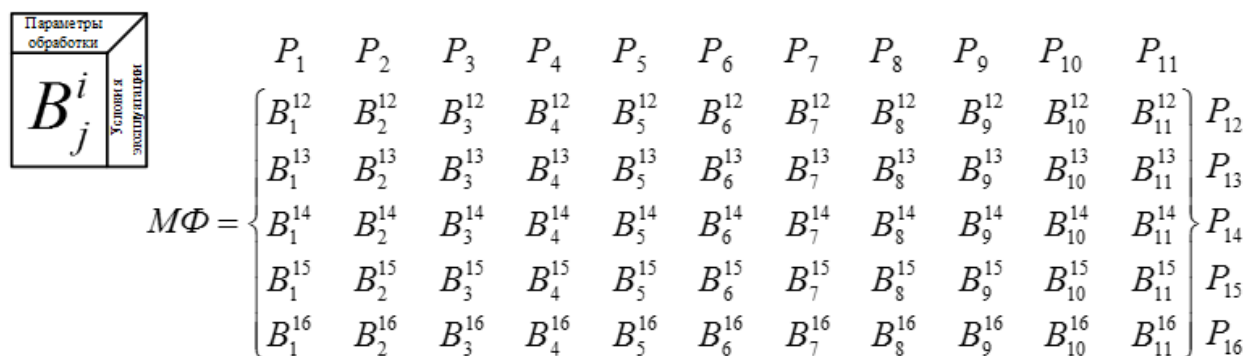 Параметры
обработки
B_j^i
Условия
эксплуатации
P_1 P_2 P_3 P_4 P_5 P_6 P_7 P_8 P_9 P_10 P_11
B_1^12 B_2^12 B_3^12 B_4^12 B_5^12 B_6^12 B_7^12 B_8^12 B_9^12 B_10^12 B_11^12 P_12
B_1^13 B_2^13 B_3^13 B_4^13 B_5^13 B_6^13 B_7^13 B_8^13 B_9^13 B_10^13 B_11^13 P_13
МФ = { B_1^14 B_2^14 B_3^14 B_4^14 B_5^14 B_6^14 B_7^14 B_8^14 B_9^14 B_10^14 B_11^14 } P_14
B_1^15 B_2^15 B_3^15 B_4^15 B_5^15 B_6^15 B_7^15 B_8^15 B_9^15 B_10^15 B_11^15 P_15
B_1^16 B_2^16 B_3^16 B_4^16 B_5^16 B_6^16 B_7^16 B_8^16 B_9^16 B_10^16 B_11^16 P_16